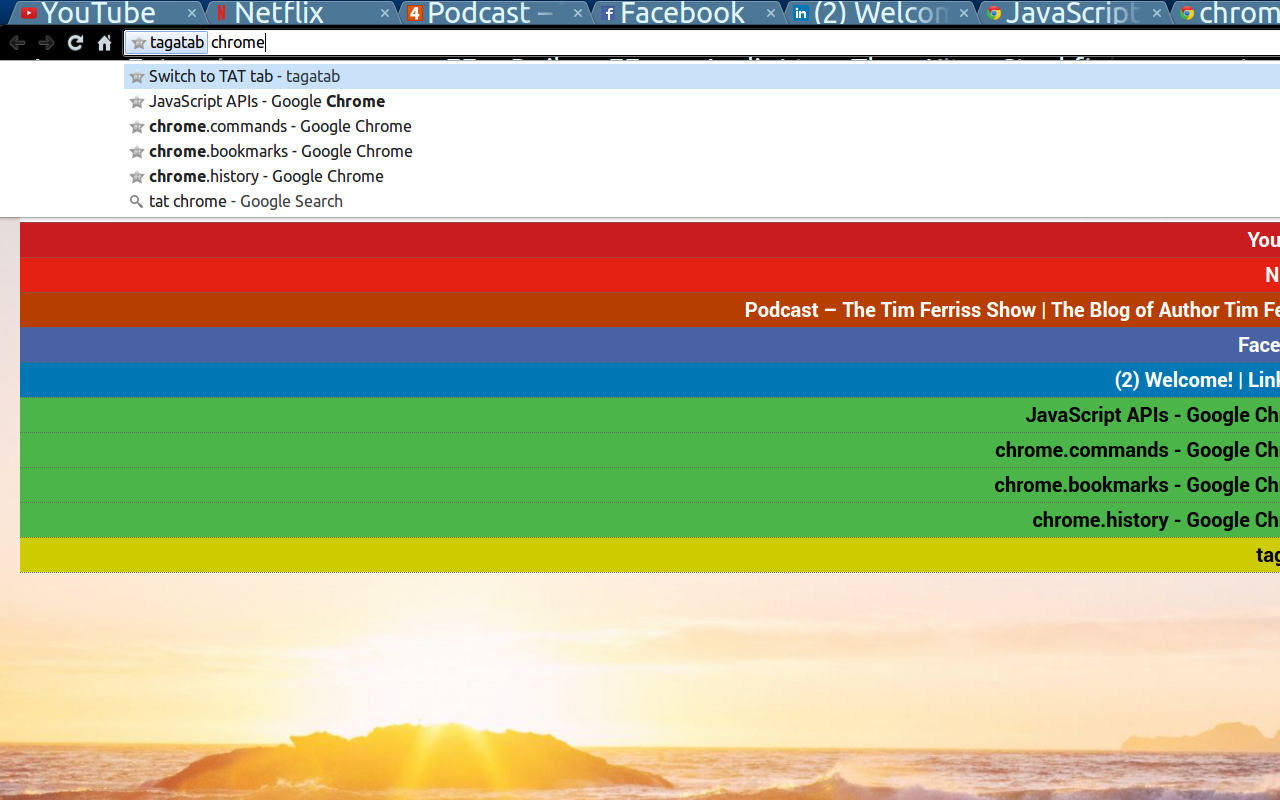 YouTube × Netflix × Podcast – × Facebook × (2) Welcom × JavaScript × chrom
tagatab chrome
Switch to TAT tab - tagatab
JavaScript APIs - Google Chrome
chrome.commands - Google Chrome
chrome.bookmarks - Google Chrome
chrome.history - Google Chrome
tat chrome - Google Search
You
N
Podcast – The Tim Ferriss Show | The Blog of Author Tim Fe
Face
(2) Welcome! | Link
JavaScript APIs - Google Ch
chrome.commands - Google Ch
chrome.bookmarks - Google Ch
chrome.history - Google Ch
tag